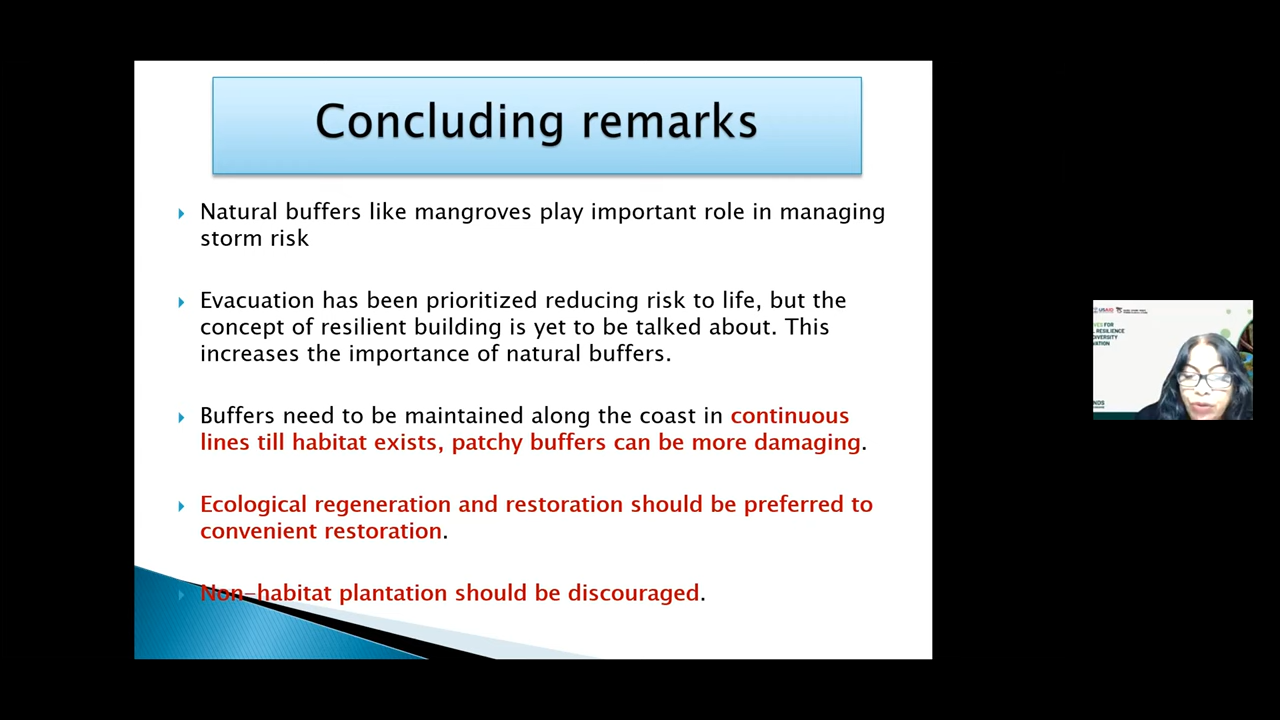 Concluding remarks
Natural buffers like mangroves play important role in managing
storm risk
Evacuation has been prioritized reducing risk to life, but the
concept of resilient building is yet to be talked about. This
increases the importance of natural buffers.
Buffers need to be maintained along the coast in continuous
lines till habitat exists, patchy buffers can be more damaging.
Ecological regeneration and restoration should be preferred to
convenient restoration.
Non-habitat plantation should be discouraged.
USAID
FOR
RESILIENCE